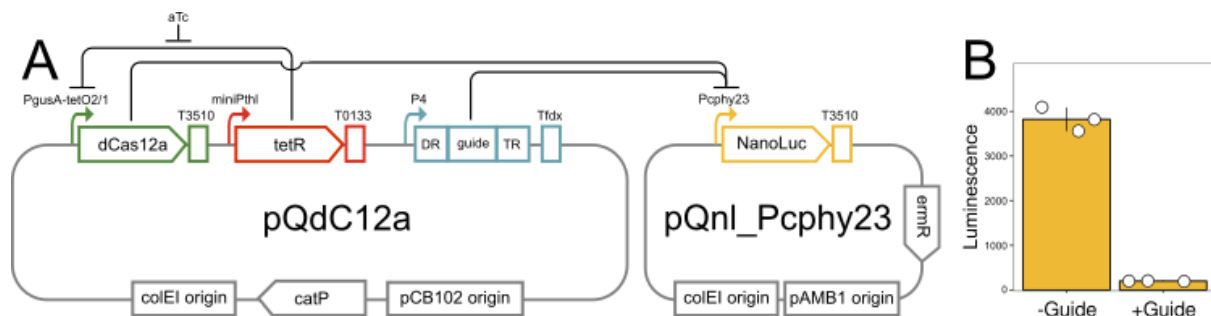 A
aTc
PgusA-tetO2/1
T3510
miniPthl
T0133
P4
Tfdx
Pcphy23
T3510
dCas12a
tetR
DR
guide
TR
NanoLuc
ermR
pQdC12a
pQnl_Pcphy23
colEI origin
catP
pCB102 origin
colEI origin
pAMB1 origin
B
Luminescence
4000
3000
2000
1000
0
-Guide
+Guide